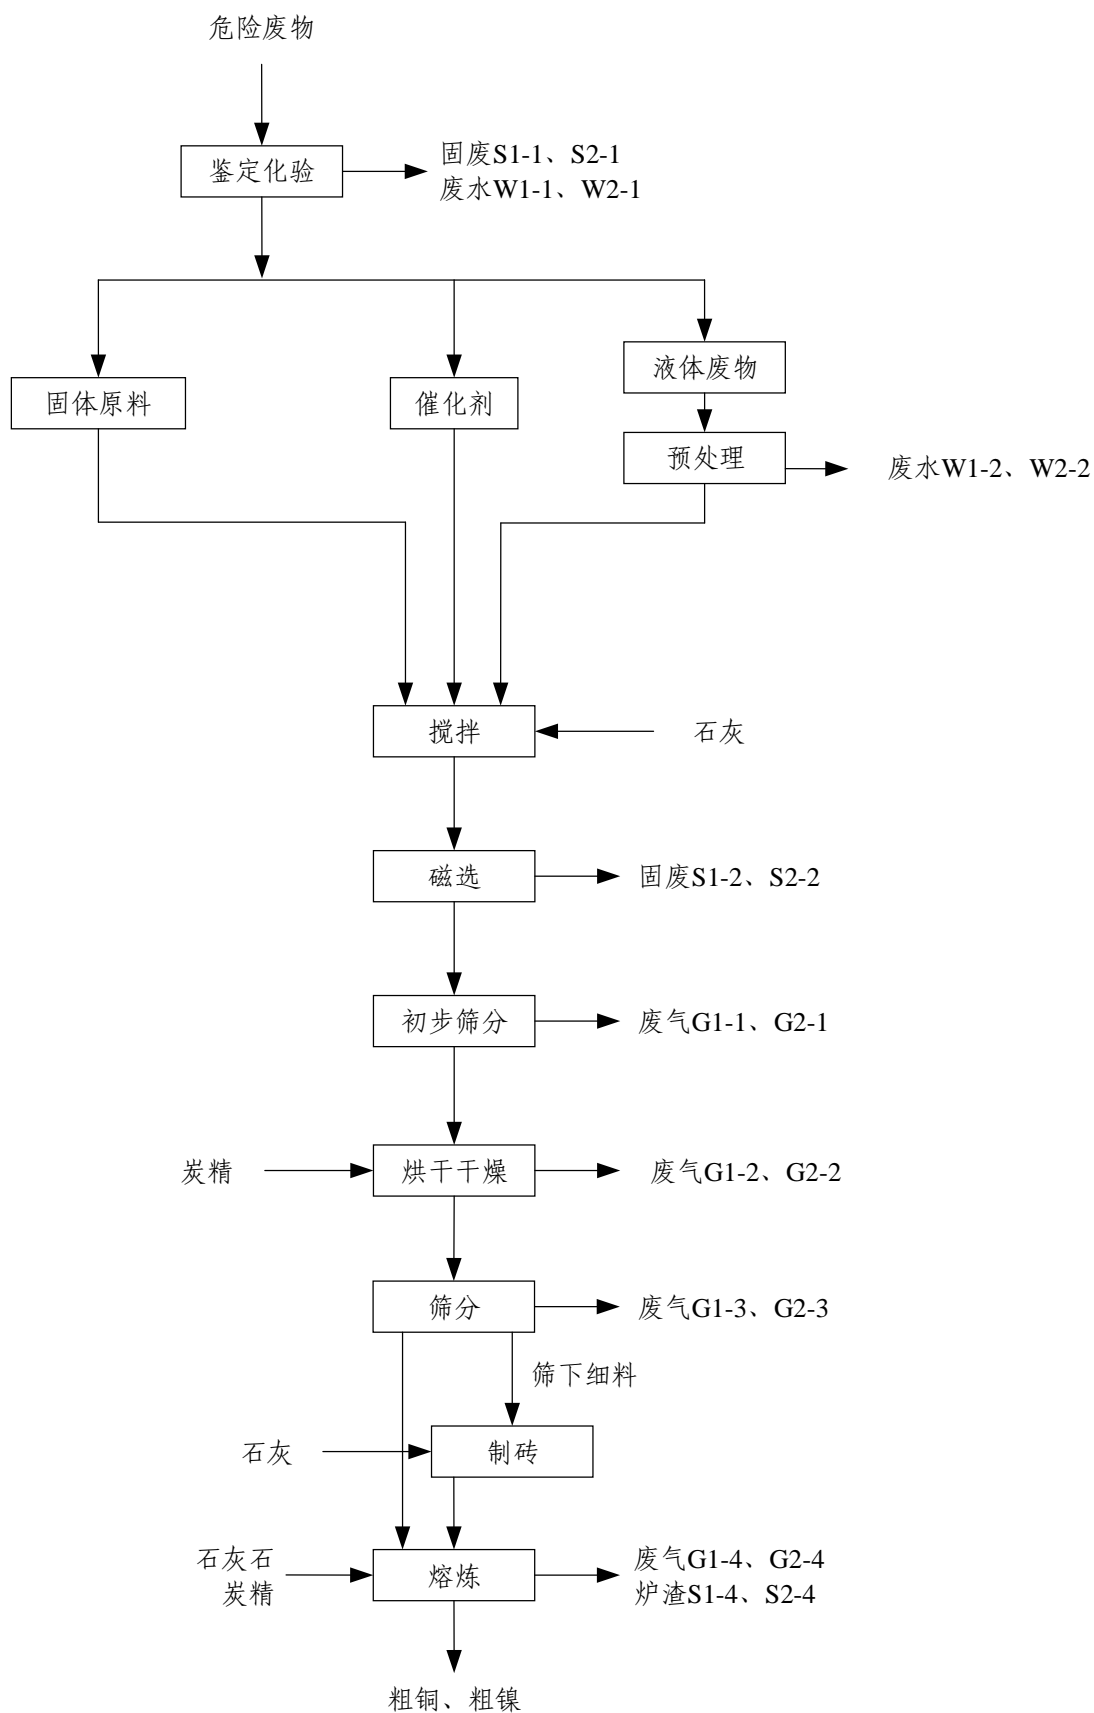 危险废物
鉴定化验
固废S1-1、S2-1
废水W1-1、W2-1
液体废物
固体原料
催化剂
预处理
废水W1-2、W2-2
搅拌
石灰
磁选
固废S1-2、S2-2
初步筛分
废气G1-1、G2-1
炭精
烘干干燥
废气G1-2、G2-2
筛分
废气G1-3、G2-3
筛下细料
石灰
制砖
石灰石
炭精
熔炼
废气G1-4、G2-4
炉渣S1-4、S2-4
粗铜、粗镍